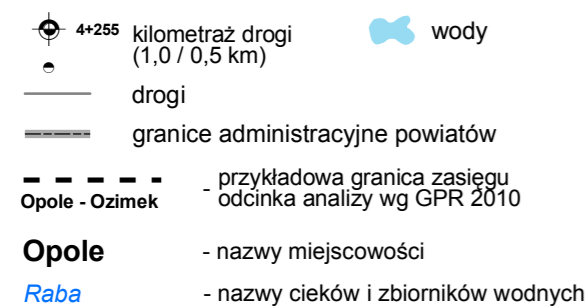 4+255 kilometraż drogi
(1,0 / 0,5 km)
wody
drogi
granice administracyjne powiatów
- przykładowa granica zasięgu
Opole - Ozimek odcinka analizy wg GPR 2010
Opole - nazwy miejscowości
Raba - nazwy cieków i zbiorników wodnych